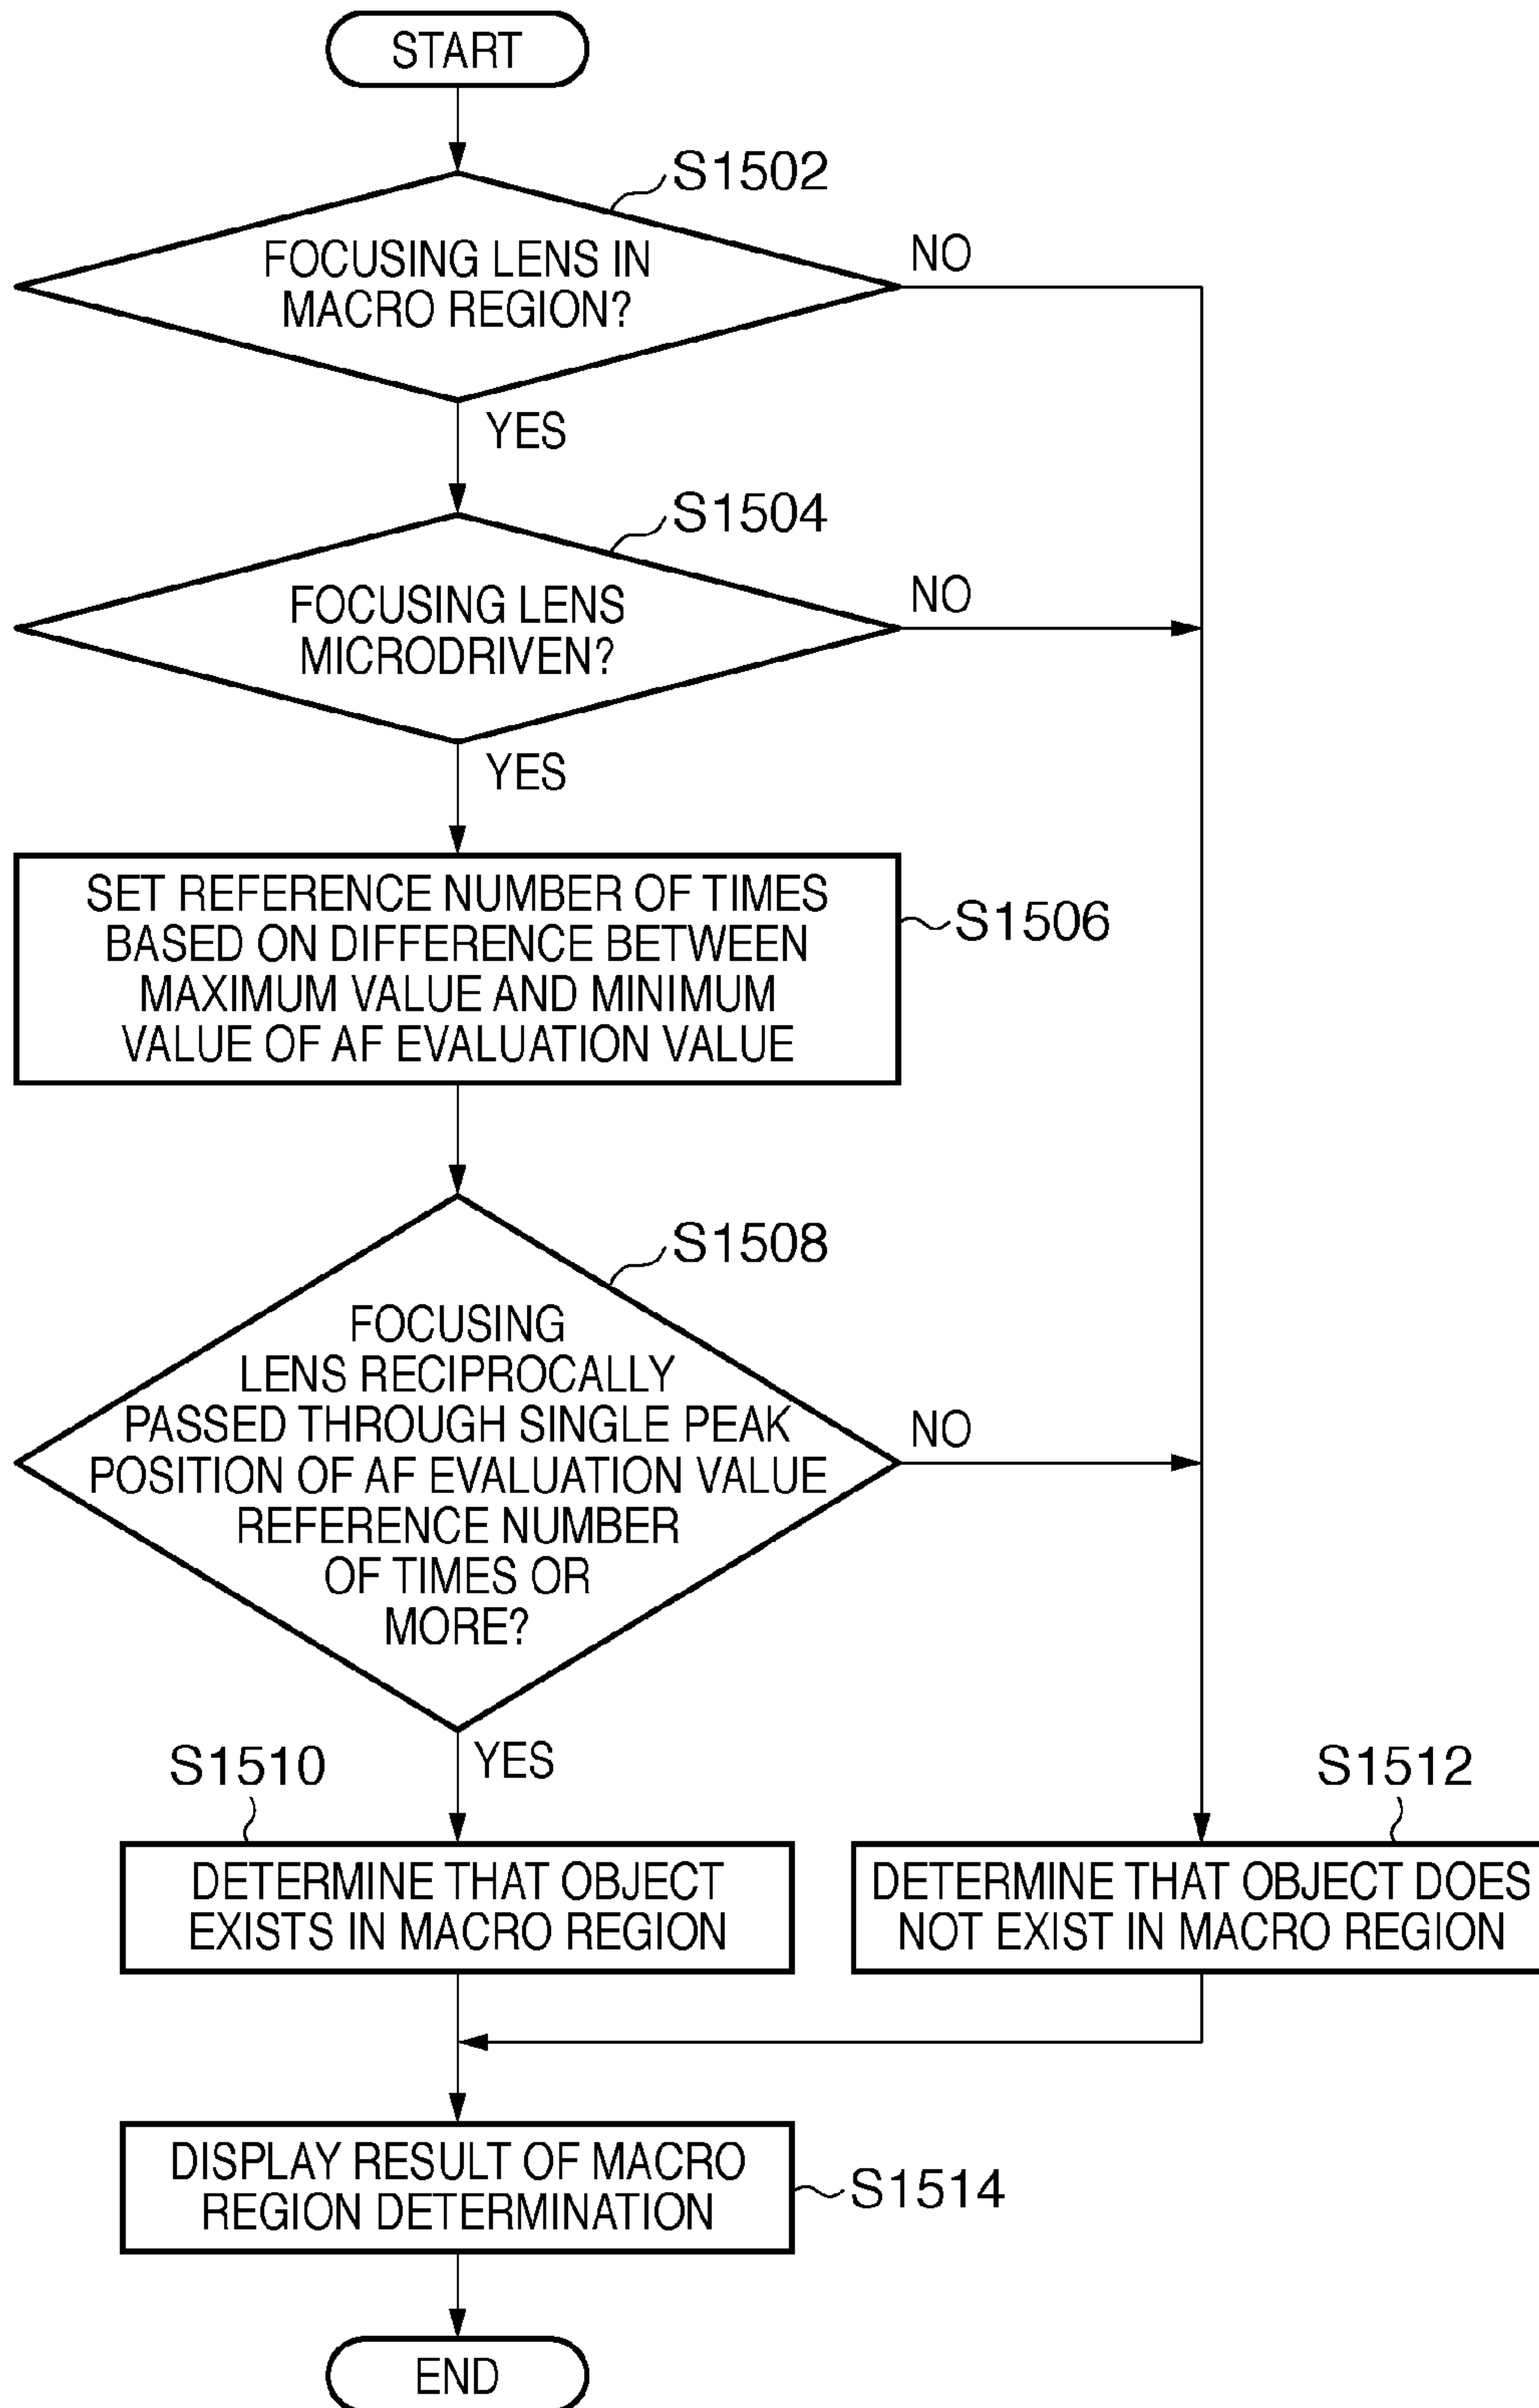 START
S1502
FOCUSING LENS IN
MACRO REGION?
NO
YES
S1504
FOCUSING LENS
MICRODRIVEN?
NO
YES
SET REFERENCE NUMBER OF TIMES
BASED ON DIFFERENCE BETWEEN
MAXIMUM VALUE AND MINIMUM
VALUE OF AF EVALUATION VALUE
S1506
S1508
FOCUSING
LENS RECIPROCALLY
PASSED THROUGH SINGLE PEAK
POSITION OF AF EVALUATION VALUE
REFERENCE NUMBER
OF TIMES OR
MORE?
NO
YES
S1510
DETERMINE THAT OBJECT
EXISTS IN MACRO REGION
S1512
DETERMINE THAT OBJECT DOES
NOT EXIST IN MACRO REGION
DISPLAY RESULT OF MACRO
REGION DETERMINATION
S1514
END